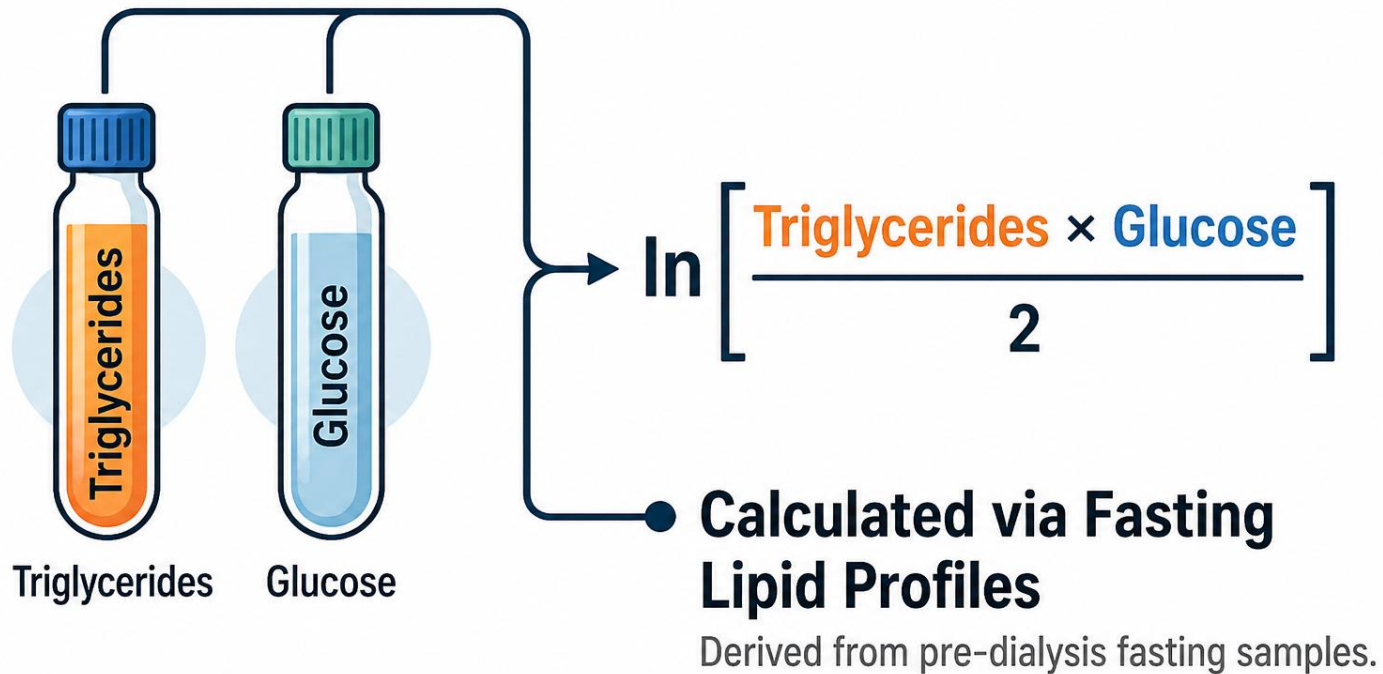 Triglycerides
Glucose
Triglycerides Glucose
ln [ Triglycerides × Glucose
2 ]
Calculated via Fasting
Lipid Profiles
Derived from pre-dialysis fasting samples.